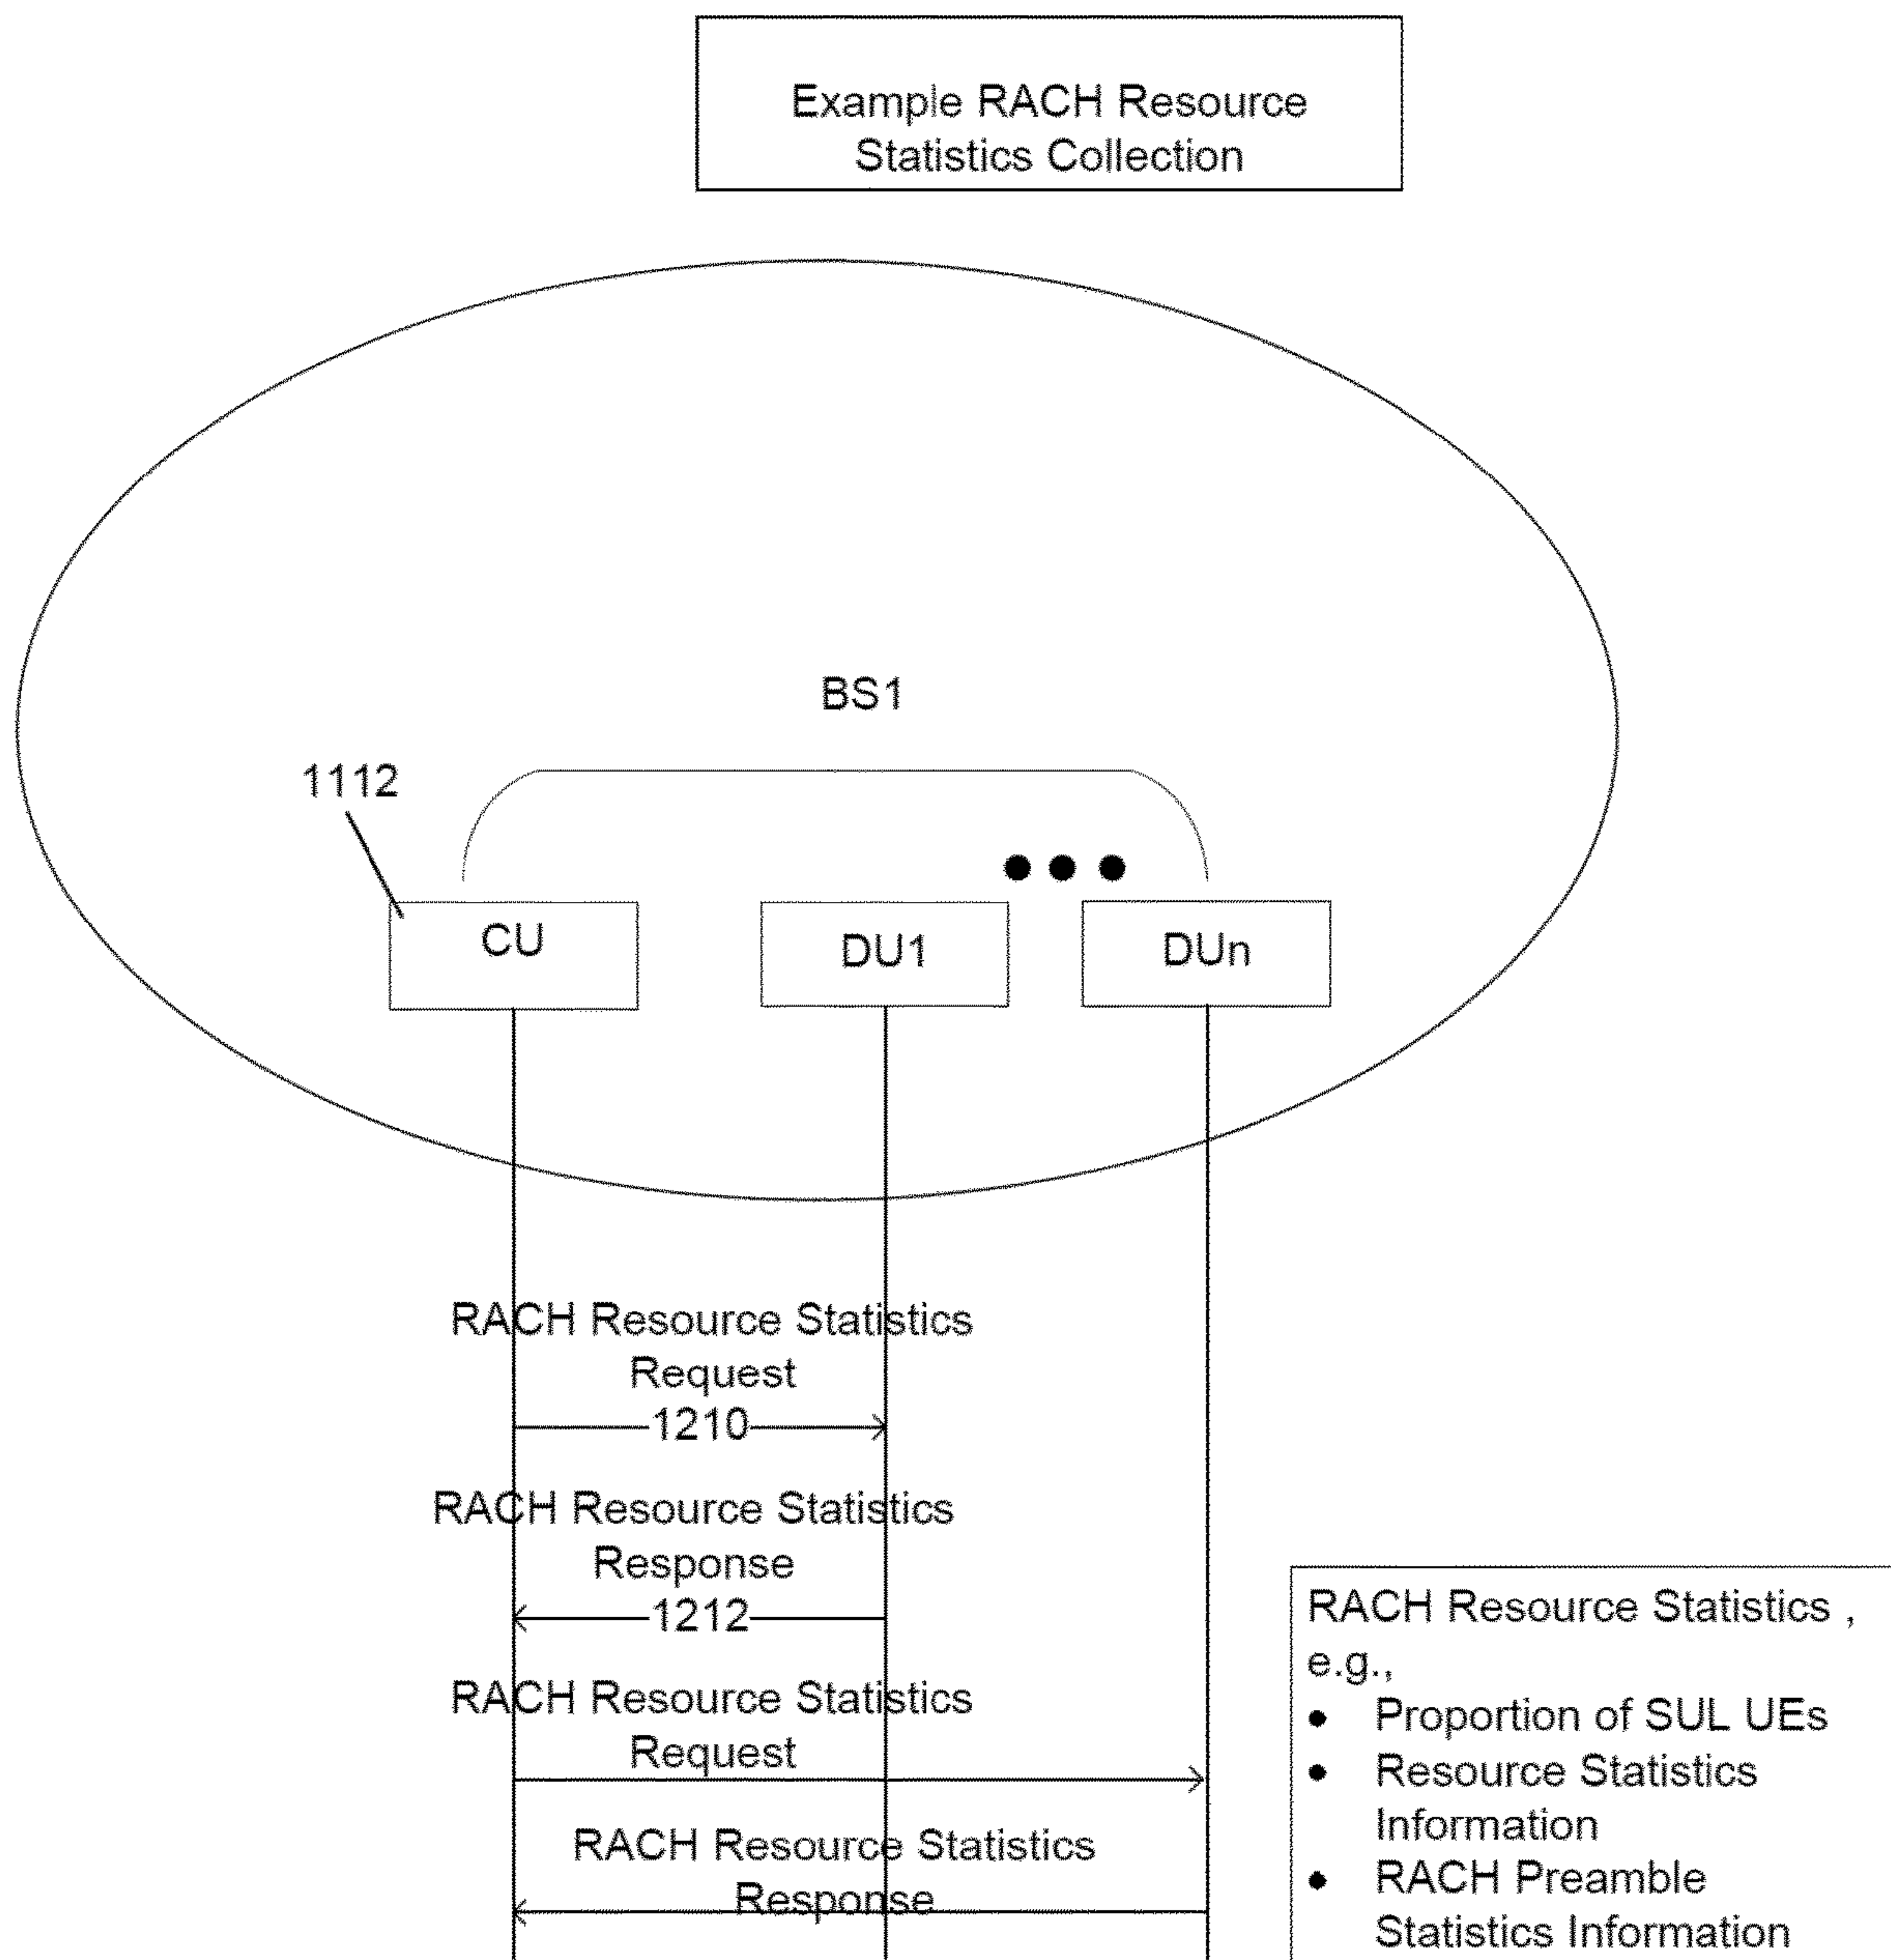 Example RACH Resource
Statistics Collection
BS1
1112
CU
DU1
DUn
RACH Resource Statistics
Request
1210
RACH Resource Statistics
Response
1212
RACH Resource Statistics
Request
RACH Resource Statistics
Response
RACH Resource Statistics ,
e.g.,
● Proportion of SUL UEs
● Resource Statistics
Information
● RACH Preamble
Statistics Information